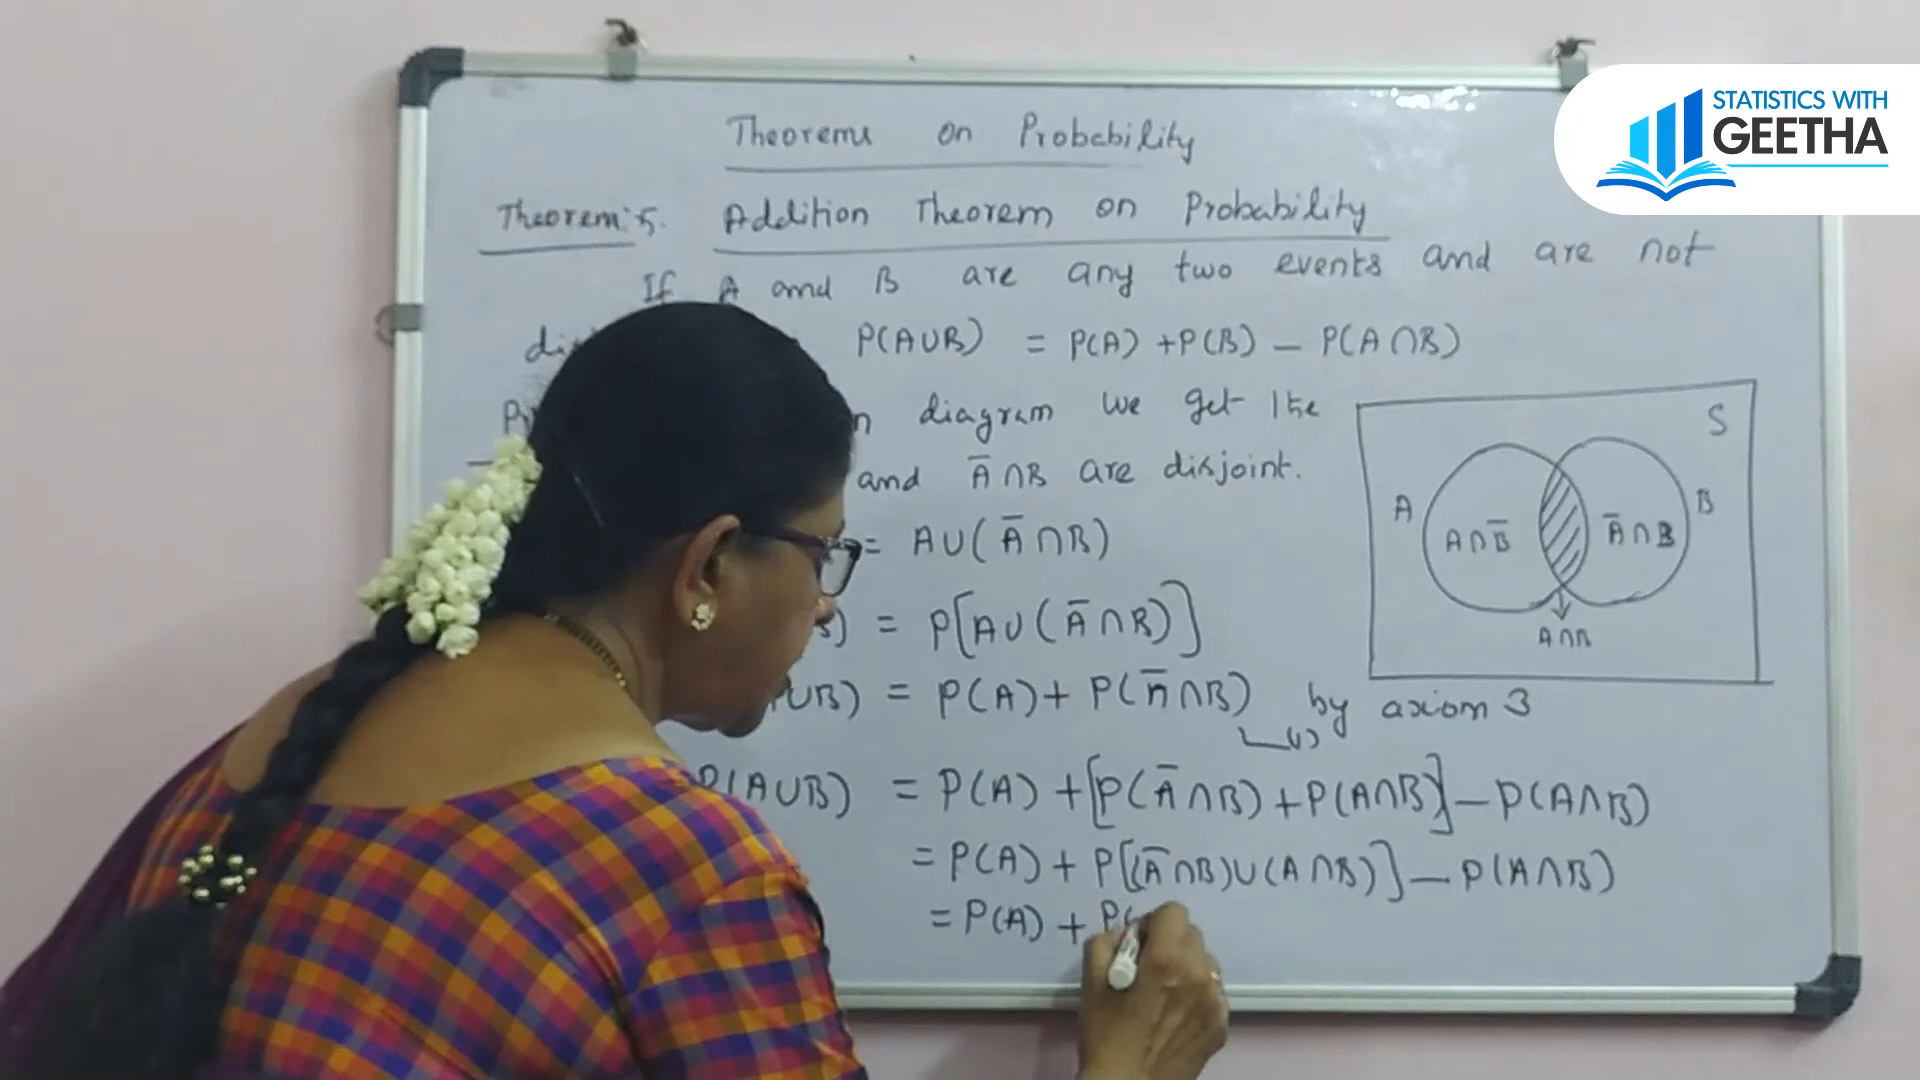 STATISTICS WITH
GEETHA
Theorems on Probability
Theorem:5. Addition Theorem on Probability
If A and B are any two events and are not
P(A∪B) = P(A) + P(B) – P(A∩B)
diagram we get the
and A̅∩B are disjoint.
= A∪(A̅∩B)
= P[A∪(A̅∩B)]
∪B) = P(A) + P(A̅∩B) by axiom 3
(1)
P(A∪B) = P(A) + [P(A̅∩B) + P(A∩B)] – P(A∩B)
= P(A) + P[(A̅∩B)∪(A∩B)] – P(A∩B)
= P(A) + P(
S
A
B
A∩B̅
A̅∩B
A∩B